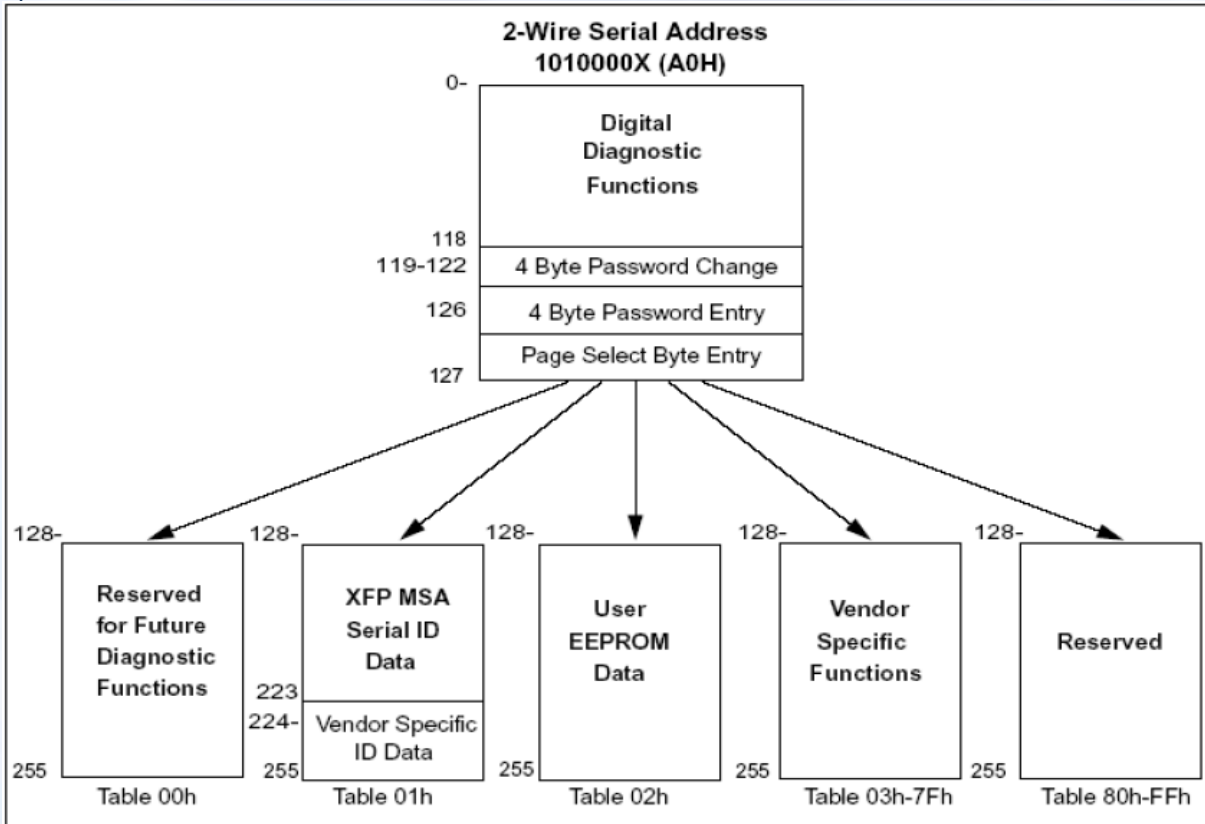 2-Wire Serial Address
1010000X (A0H)
0-
Digital
Diagnostic
Functions
118
119-122
4 Byte Password Change
126
4 Byte Password Entry
Page Select Byte Entry
127
128-
Reserved
for Future
Diagnostic
Functions
255
Table 00h
128-
XFP MSA
Serial ID
Data
223
224-
Vendor Specific
ID Data
255
Table 01h
128-
User
EEPROM
Data
255
Table 02h
128-
Vendor
Specific
Functions
255
Table 03h-7Fh
128-
Reserved
255
Table 80h-FFh